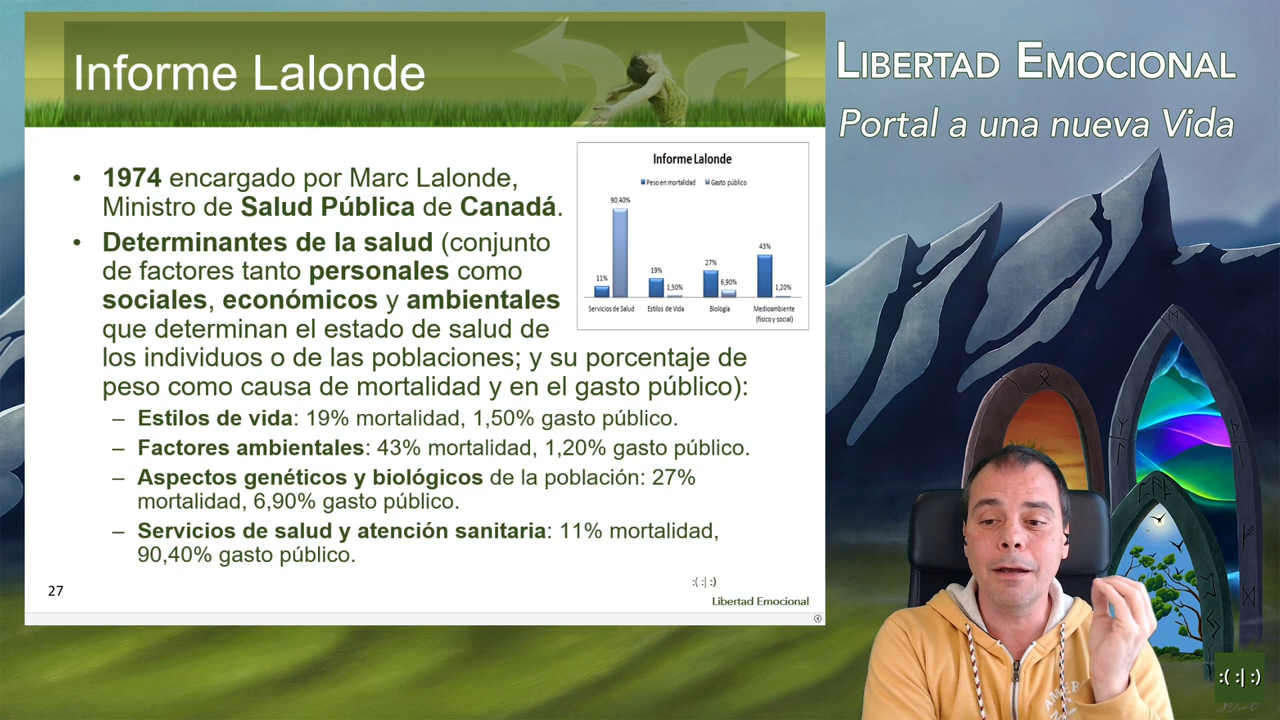 Informe Lalonde
• 1974 encargado por Marc Lalonde,
Ministro de Salud Pública de Canadá.
• Determinantes de la salud (conjunto
de factores tanto personales como
sociales, económicos y ambientales
que determinan el estado de salud de
los individuos o de las poblaciones; y su porcentaje de
peso como causa de mortalidad y en el gasto público):
– Estilos de vida: 19% mortalidad, 1,50% gasto público.
– Factores ambientales: 43% mortalidad, 1,20% gasto público.
– Aspectos genéticos y biológicos de la población: 27%
mortalidad, 6,90% gasto público.
– Servicios de salud y atención sanitaria: 11% mortalidad,
90,40% gasto público.
Informe Lalonde
Peso en mortalidad Gasto público
90,40%
11%
19%
1,50%
27%
6,90%
43%
1,20%
Servicios de Salud Estilos de Vida Biología Medioambiente
(físico y social)
27
:( :| :)
Libertad Emocional
LIBERTAD EMOCIONAL
Portal a una nueva Vida
:( :| :)